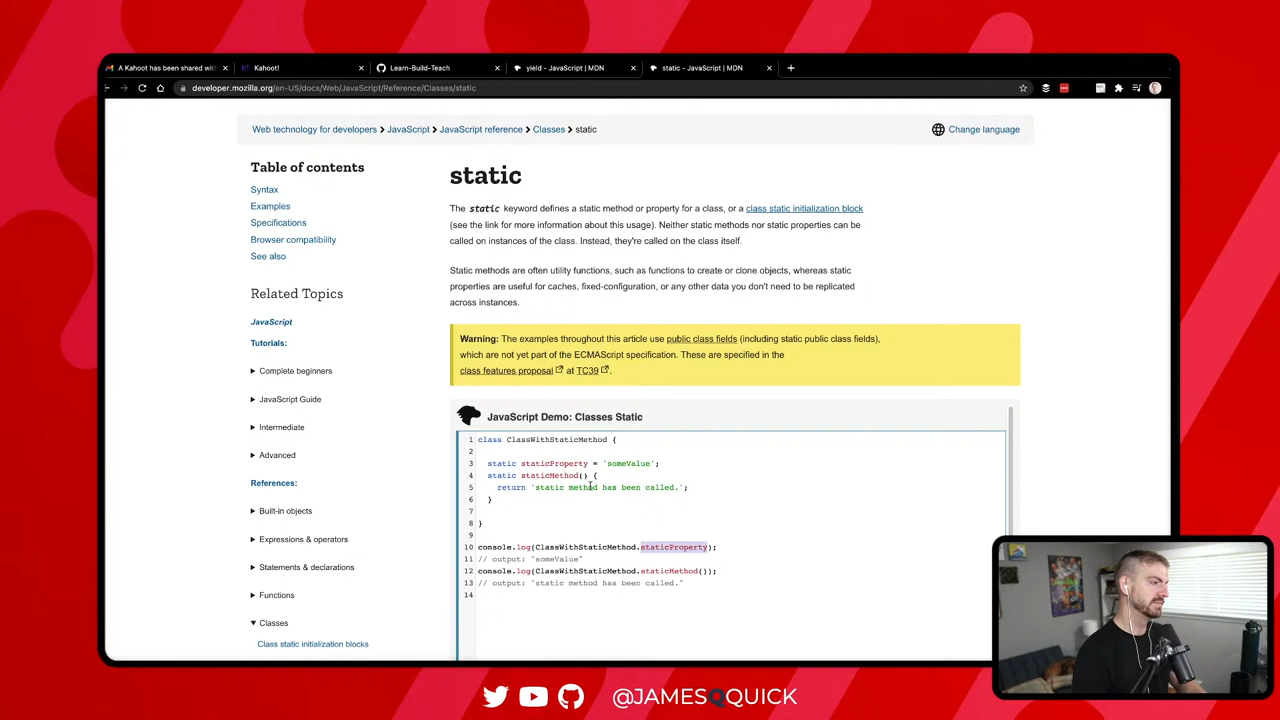 A Kahoot has been shared with
Kahoot!
Learn-Build-Teach
yield - JavaScript | MDN
static - JavaScript | MDN
developer.mozilla.org/en-US/docs/Web/JavaScript/Reference/Classes/static
Web technology for developers > JavaScript > JavaScript reference > Classes > static
Change language
Table of contents
Syntax
Examples
Specifications
Browser compatibility
See also
Related Topics
JavaScript
Tutorials:
Complete beginners
JavaScript Guide
Intermediate
Advanced
References:
Built-in objects
Expressions & operators
Statements & declarations
Functions
Classes
Class static initialization blocks
static
The static keyword defines a static method or property for a class, or a class static initialization block
(see the link for more information about this usage). Neither static methods nor static properties can be
called on instances of the class. Instead, they're called on the class itself.
Static methods are often utility functions, such as functions to create or clone objects, whereas static
properties are useful for caches, fixed-configuration, or any other data you don't need to be replicated
across instances.
Warning: The examples throughout this article use public class fields (including static public class fields),
which are not yet part of the ECMAScript specification. These are specified in the
class features proposal at TC39.
JavaScript Demo: Classes Static
1 class ClassWithStaticMethod {
2
3 static staticProperty = 'someValue';
4 static staticMethod() {
5 return 'static method has been called.';
6 }
7
8 }
9
10 console.log(ClassWithStaticMethod.staticProperty);
11 // output: "someValue"
12 console.log(ClassWithStaticMethod.staticMethod());
13 // output: "static method has been called."
14
@JAMESQQUICK